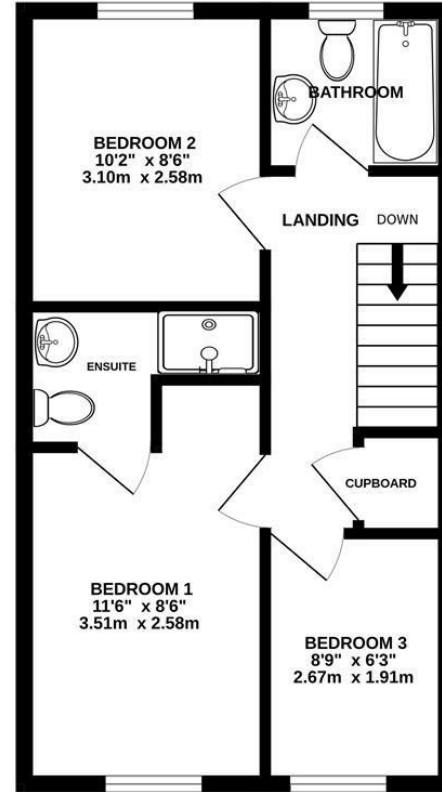 BATHROOM
BEDROOM 2
10'2" x 8'6"
3.10m x 2.58m
LANDING DOWN
ENSUITE
CUPBOARD
BEDROOM 1
11'6" x 8'6"
3.51m x 2.58m
BEDROOM 3
8'9" x 6'3"
2.67m x 1.91m